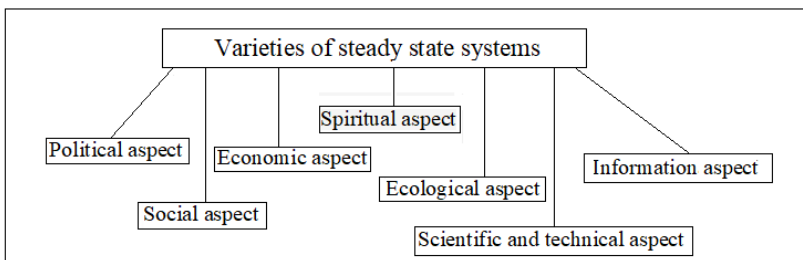 Varieties of steady state systems
Spiritual aspect
Political aspect
Economic aspect
Information aspect
Ecological aspect
Social aspect
Scientific and technical aspect